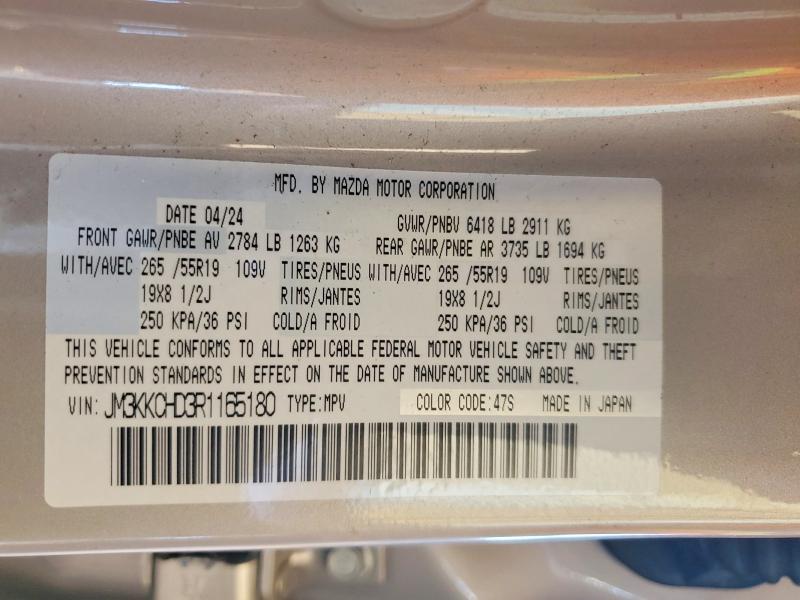 MFD. BY MAZDA MOTOR CORPORATION
DATE 04/24 GVWR/PNBV 6418 LB 2911 KG
FRONT GAWR/PNBE AV 2784 LB 1263 KG REAR GAWR/PNBE AR 3735 LB 1694 KG
WITH/AVEC 265 /55R19 109V TIRES/PNEUS WITH/AVEC 265 /55R19 109V TIRES/PNEUS
19X8 1/2J RIMS/JANTES 19X8 1/2J RIMS/JANTES
250 KPA/36 PSI COLD/A FROID 250 KPA/36 PSI COLD/A FROID
THIS VEHICLE CONFORMS TO ALL APPLICABLE FEDERAL MOTOR VEHICLE SAFETY AND THEFT
PREVENTION STANDARDS IN EFFECT ON THE DATE OF MANUFACTURE SHOWN ABOVE.
VIN: JM3KKCHD3R1165180 TYPE:MPV COLOR CODE:47S MADE IN JAPAN